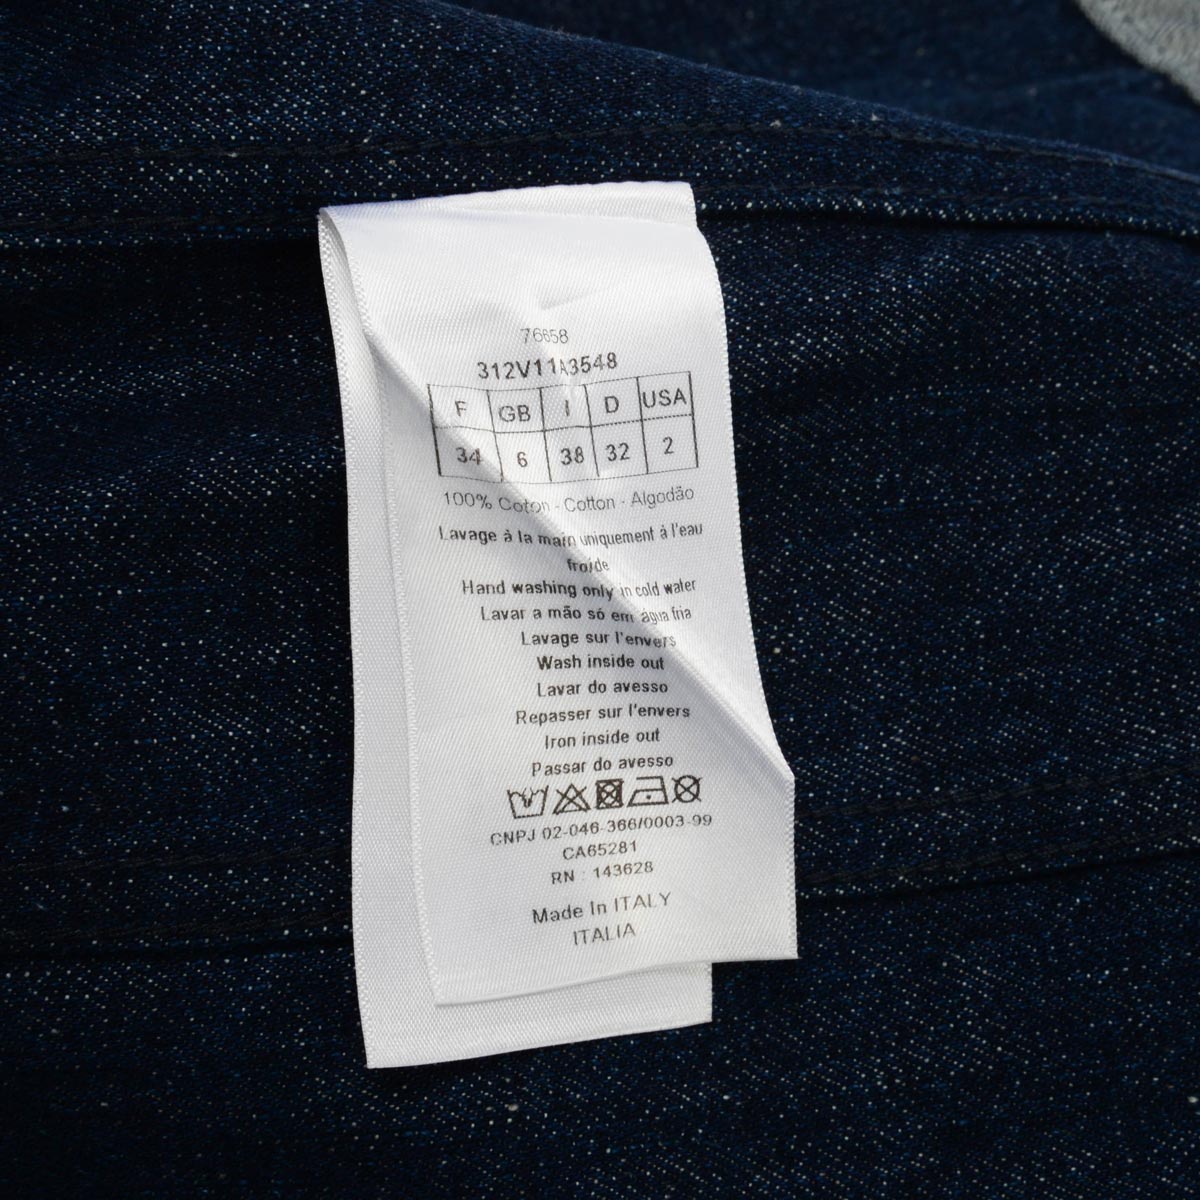 76658
312V11A3548
F GB I D USA
34 6 38 32 2
100% Coton - Cotton - Algodão
Lavage à la main uniquement à l'eau
froide
Hand washing only in cold water
Lavar a mão só em água fria
Lavage sur l'envers
Wash inside out
Lavar do avesso
Repasser sur l'envers
Iron inside out
Passar do avesso
CNPJ 02-046-366/0003-99
CA65281
RN : 143628
Made In ITALY
ITALIA